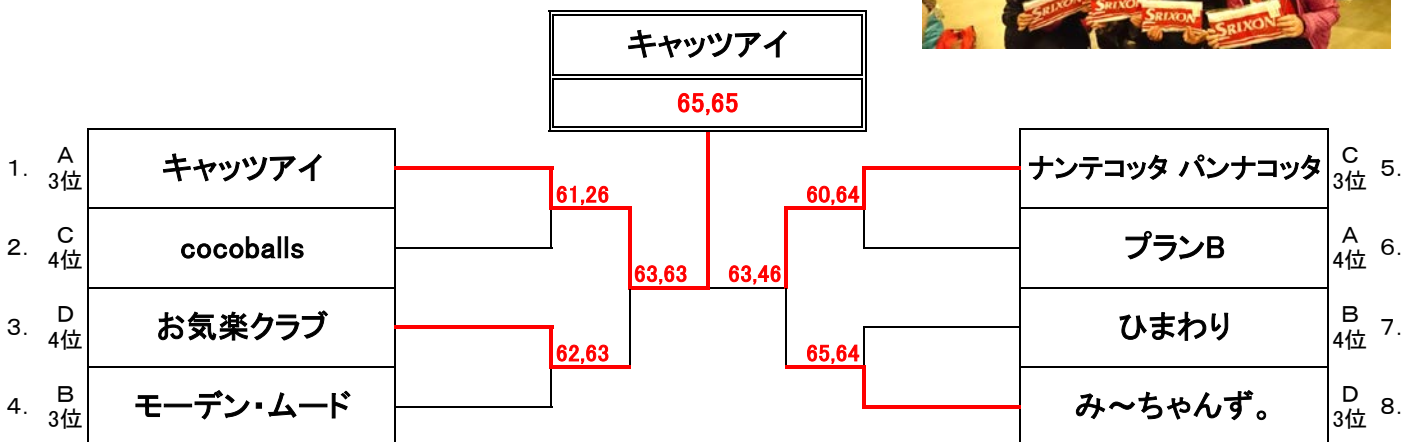 SRIXON SRIXON SRIXON SRIXON
キャッツアイ
65,65
1. A 3位 キャッツアイ
2. C 4位 cocoballs
3. D 4位 お気楽クラブ
4. B 3位 モーデン・ムード
61,26
62,63
63,63
63,46
60,64
65,64
ナンテコッタ パンナコッタ C 3位 5.
プランB A 4位 6.
ひまわり B 4位 7.
み～ちゃんず。 D 3位 8.